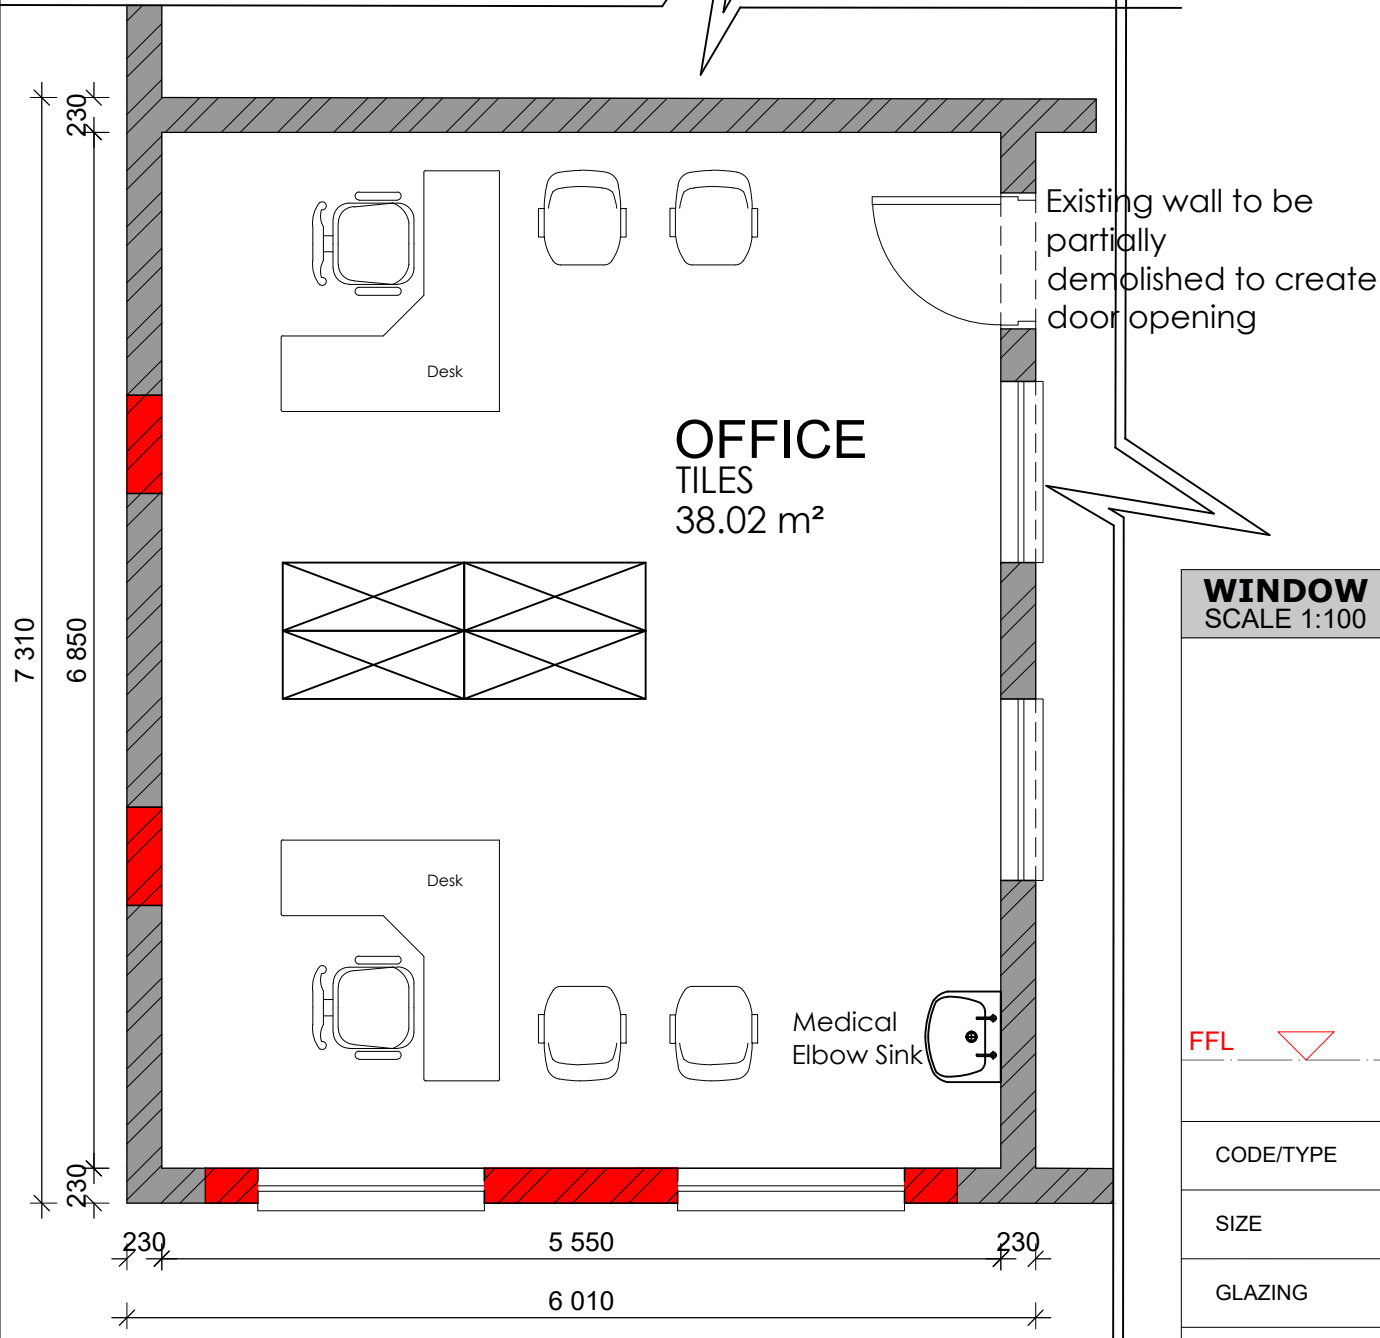 230
Existing wall to be
partially
demolished to create
door opening
Desk
OFFICE
TILES
38.02 m²
7 310
6 850
WINDOW
SCALE 1:100
Desk
Medical
Elbow Sink
FFL
CODE/TYPE
SIZE
GLAZING
230
230
5 550
230
6 010